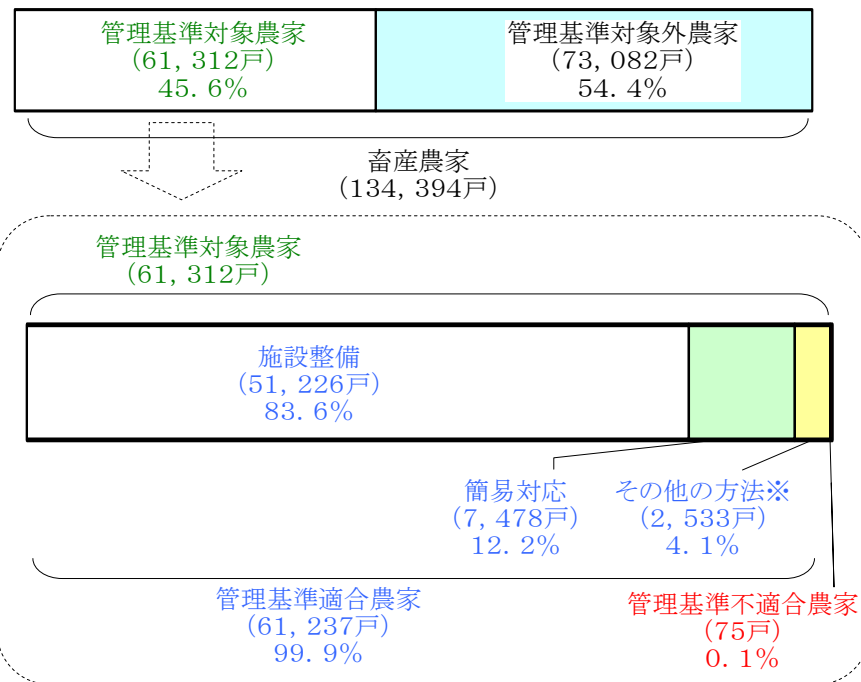 管理基準対象農家
(61, 312戸)
45. 6%
管理基準対象外農家
(73, 082戸)
54. 4%
畜産農家
(134, 394戸)
管理基準対象農家
(61, 312戸)
施設整備
(51, 226戸)
83. 6%
簡易対応
(7, 478戸)
12. 2%
その他の方法※
(2, 533戸)
4. 1%
管理基準適合農家
(61, 237戸)
99. 9%
管理基準不適合農家
(75戸)
0. 1%